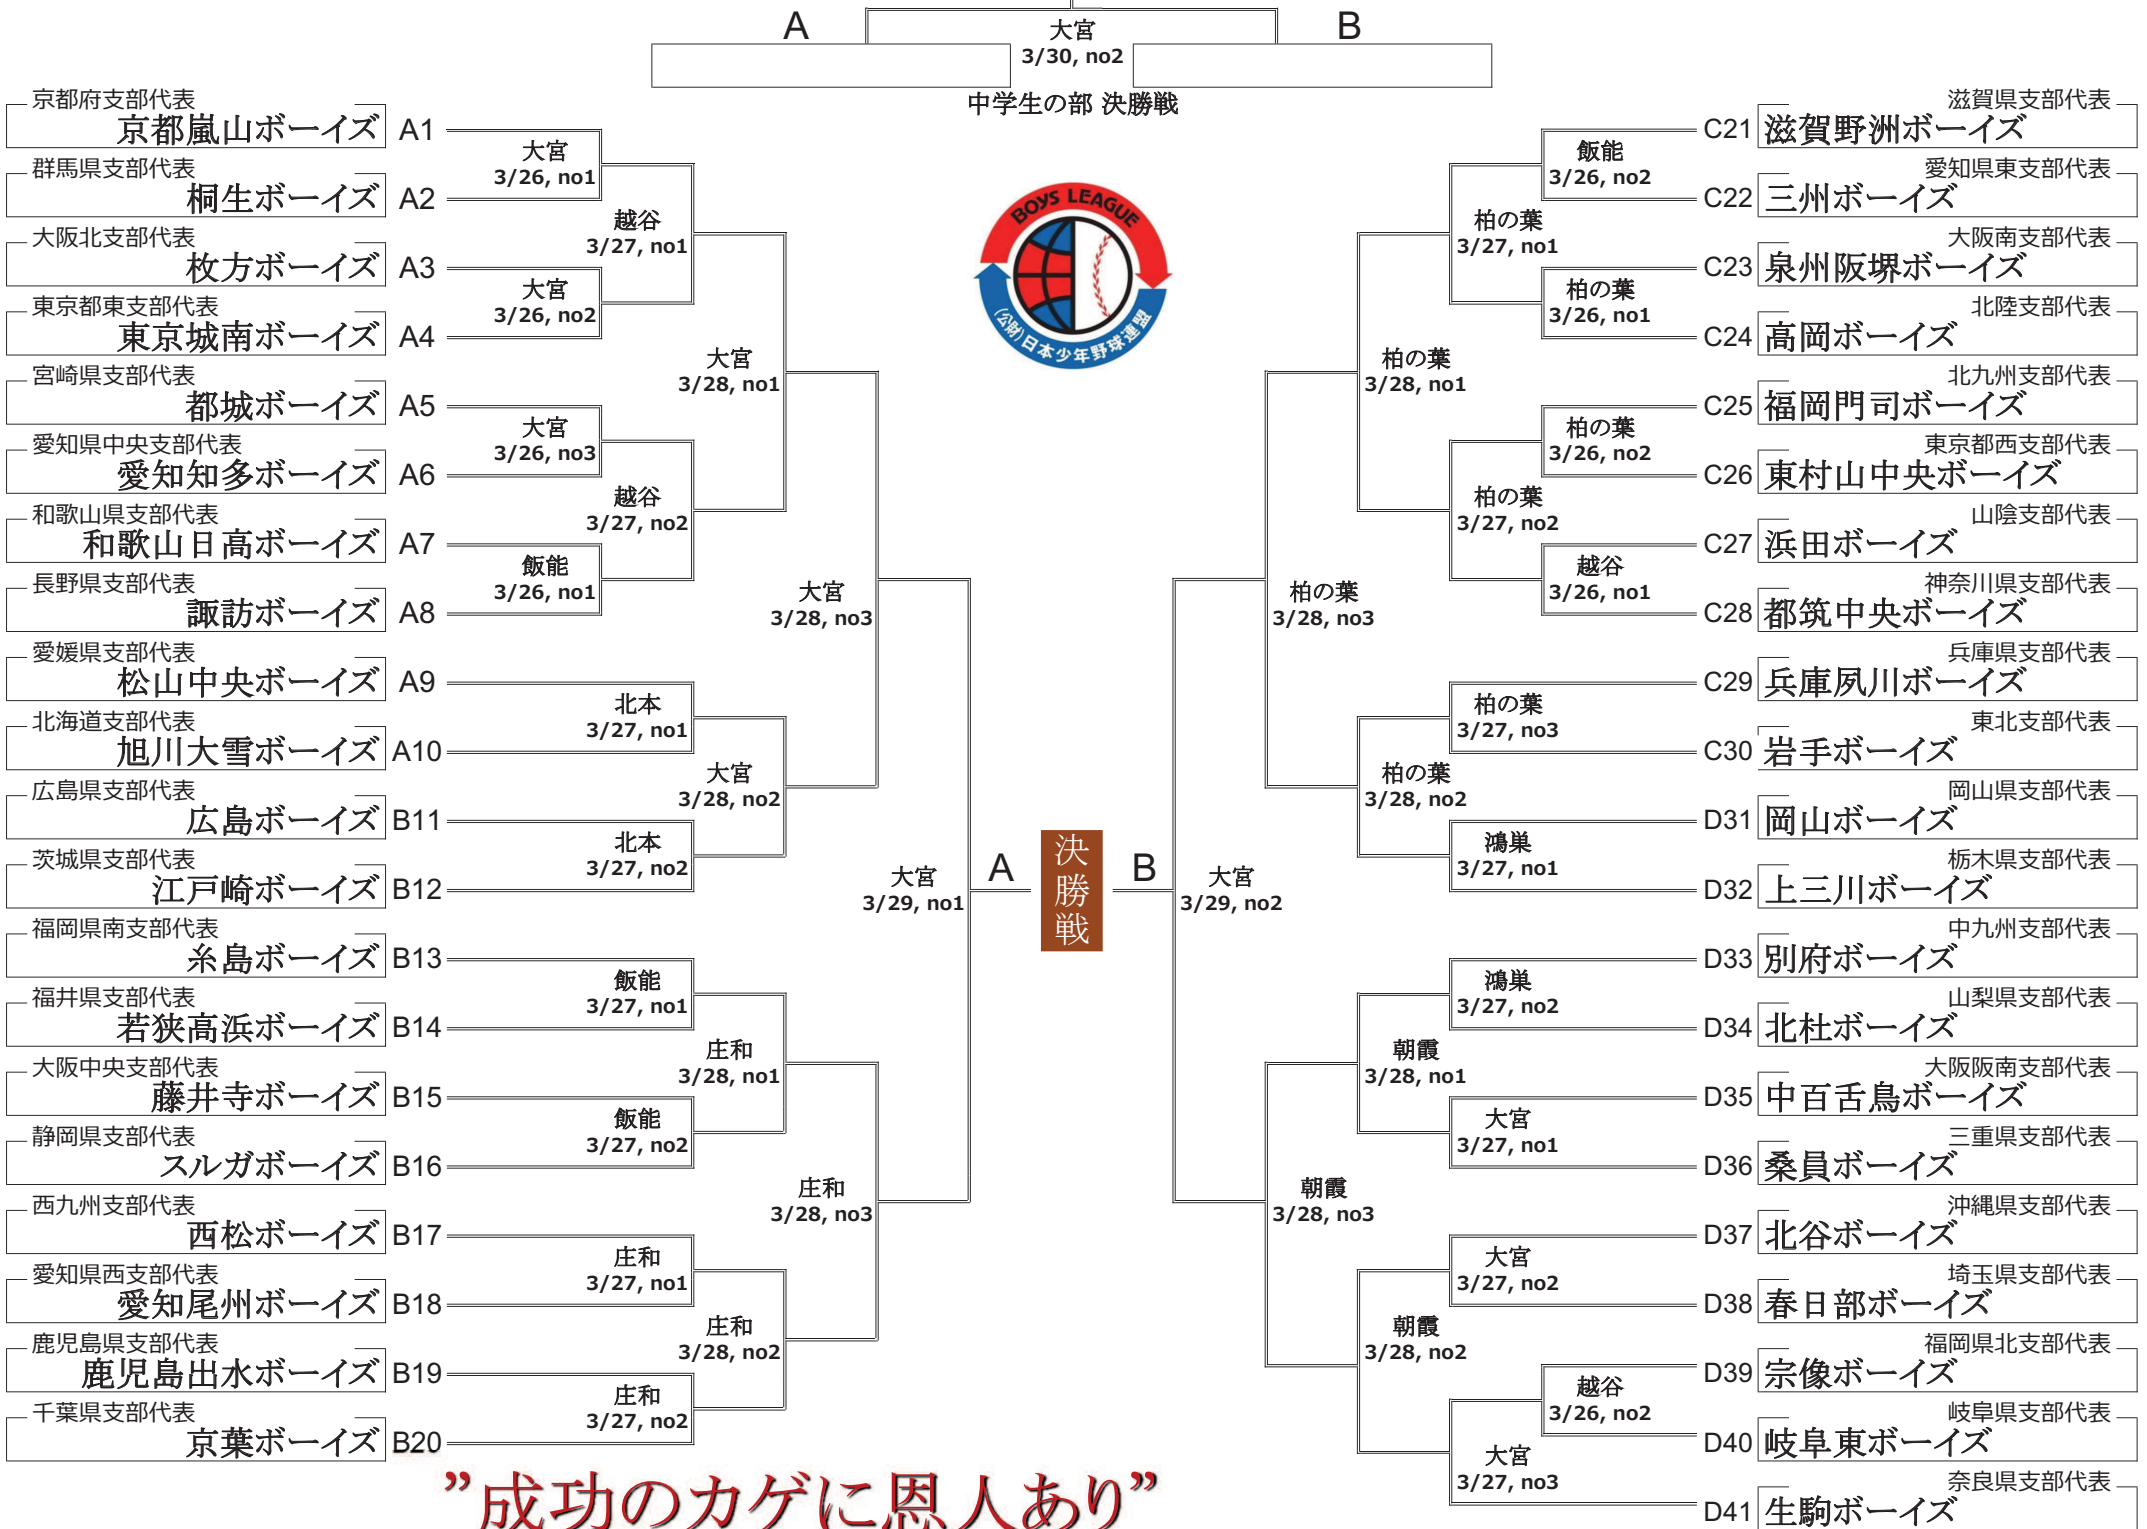 A
B
大宮
3/30, no2
中学生の部 決勝戦
BOYS LEAGUE
(公財)日本少年野球連盟
京都府支部代表
京都嵐山ボーイズ A1
群馬県支部代表
桐生ボーイズ A2
大阪北支部代表
枚方ボーイズ A3
東京都東支部代表
東京城南ボーイズ A4
宮崎県支部代表
都城ボーイズ A5
愛知県中央支部代表
愛知知多ボーイズ A6
和歌山県支部代表
和歌山日高ボーイズ A7
長野県支部代表
諏訪ボーイズ A8
愛媛県支部代表
松山中央ボーイズ A9
北海道支部代表
旭川大雪ボーイズ A10
広島県支部代表
広島ボーイズ B11
茨城県支部代表
江戸崎ボーイズ B12
福岡県南支部代表
糸島ボーイズ B13
福井県支部代表
若狭高浜ボーイズ B14
大阪中央支部代表
藤井寺ボーイズ B15
静岡県支部代表
スルガボーイズ B16
西九州支部代表
西松ボーイズ B17
愛知県西支部代表
愛知尾州ボーイズ B18
鹿児島県支部代表
鹿児島出水ボーイズ B19
千葉県支部代表
京葉ボーイズ B20
大宮
3/26, no1
大宮
3/26, no2
大宮
3/26, no3
飯能
3/26, no1
越谷
3/27, no1
越谷
3/27, no2
北本
3/27, no1
北本
3/27, no2
飯能
3/27, no1
飯能
3/27, no2
庄和
3/27, no1
庄和
3/27, no2
大宮
3/28, no1
大宮
3/28, no2
庄和
3/28, no1
庄和
3/28, no2
大宮
3/28, no3
庄和
3/28, no3
大宮
3/29, no1
A
決勝戦
B
大宮
3/29, no2
柏の葉
3/28, no3
朝霞
3/28, no3
柏の葉
3/28, no1
柏の葉
3/28, no2
朝霞
3/28, no1
朝霞
3/28, no2
柏の葉
3/27, no1
柏の葉
3/27, no2
柏の葉
3/27, no3
鴻巣
3/27, no1
鴻巣
3/27, no2
大宮
3/27, no1
大宮
3/27, no2
大宮
3/27, no3
飯能
3/26, no2
柏の葉
3/26, no1
柏の葉
3/26, no2
越谷
3/26, no1
越谷
3/26, no2
滋賀県支部代表
C21 滋賀野洲ボーイズ
愛知県東支部代表
C22 三州ボーイズ
大阪南支部代表
C23 泉州阪堺ボーイズ
北陸支部代表
C24 高岡ボーイズ
北九州支部代表
C25 福岡門司ボーイズ
東京都西支部代表
C26 東村山中央ボーイズ
山陰支部代表
C27 浜田ボーイズ
神奈川県支部代表
C28 都筑中央ボーイズ
兵庫県支部代表
C29 兵庫夙川ボーイズ
東北支部代表
C30 岩手ボーイズ
岡山県支部代表
D31 岡山ボーイズ
栃木県支部代表
D32 上三川ボーイズ
中九州支部代表
D33 別府ボーイズ
山梨県支部代表
D34 北杜ボーイズ
大阪阪南支部代表
D35 中百舌鳥ボーイズ
三重県支部代表
D36 桑員ボーイズ
沖縄県支部代表
D37 北谷ボーイズ
埼玉県支部代表
D38 春日部ボーイズ
福岡県北支部代表
D39 宗像ボーイズ
岐阜県支部代表
D40 岐阜東ボーイズ
奈良県支部代表
D41 生駒ボーイズ
”成功のカゲに恩人あり”